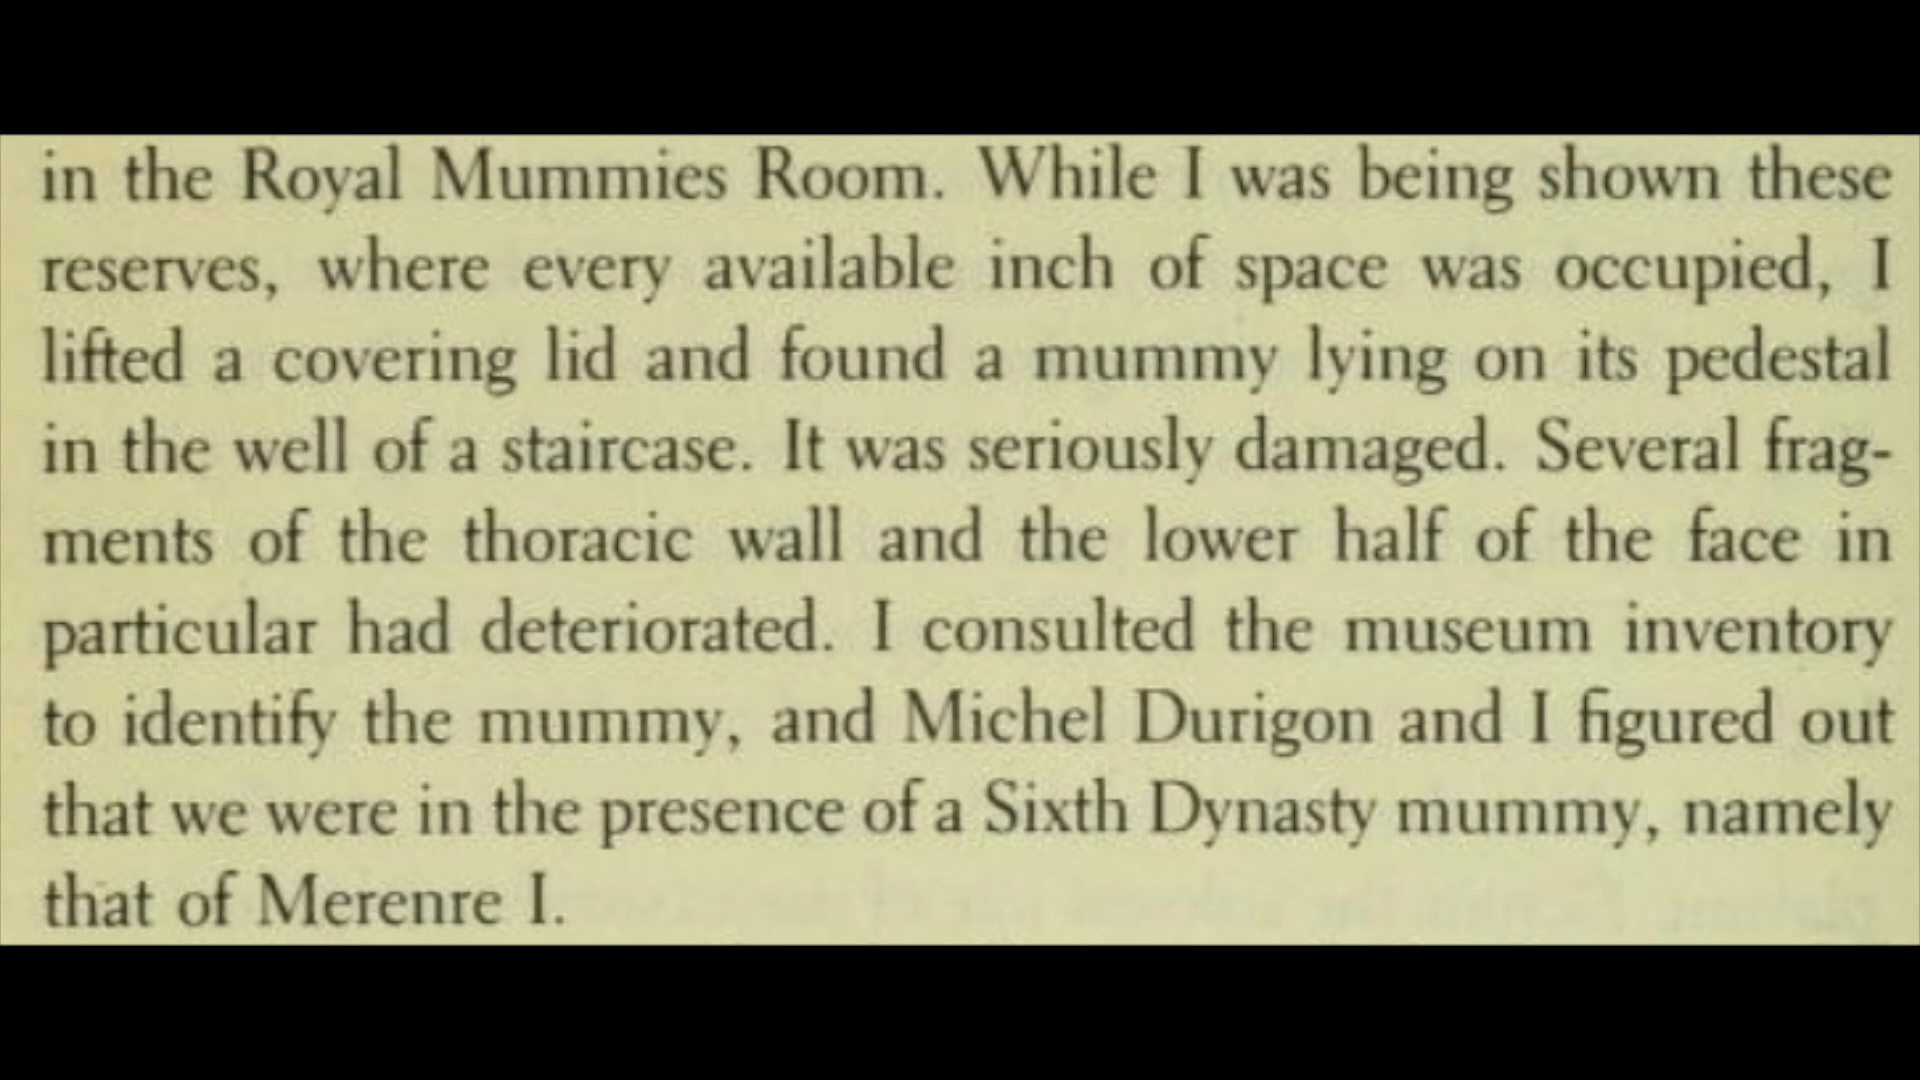 in the Royal Mummies Room. While I was being shown these
reserves, where every available inch of space was occupied, I
lifted a covering lid and found a mummy lying on its pedestal
in the well of a staircase. It was seriously damaged. Several frag-
ments of the thoracic wall and the lower half of the face in
particular had deteriorated. I consulted the museum inventory
to identify the mummy, and Michel Durigon and I figured out
that we were in the presence of a Sixth Dynasty mummy, namely
that of Merenre I.